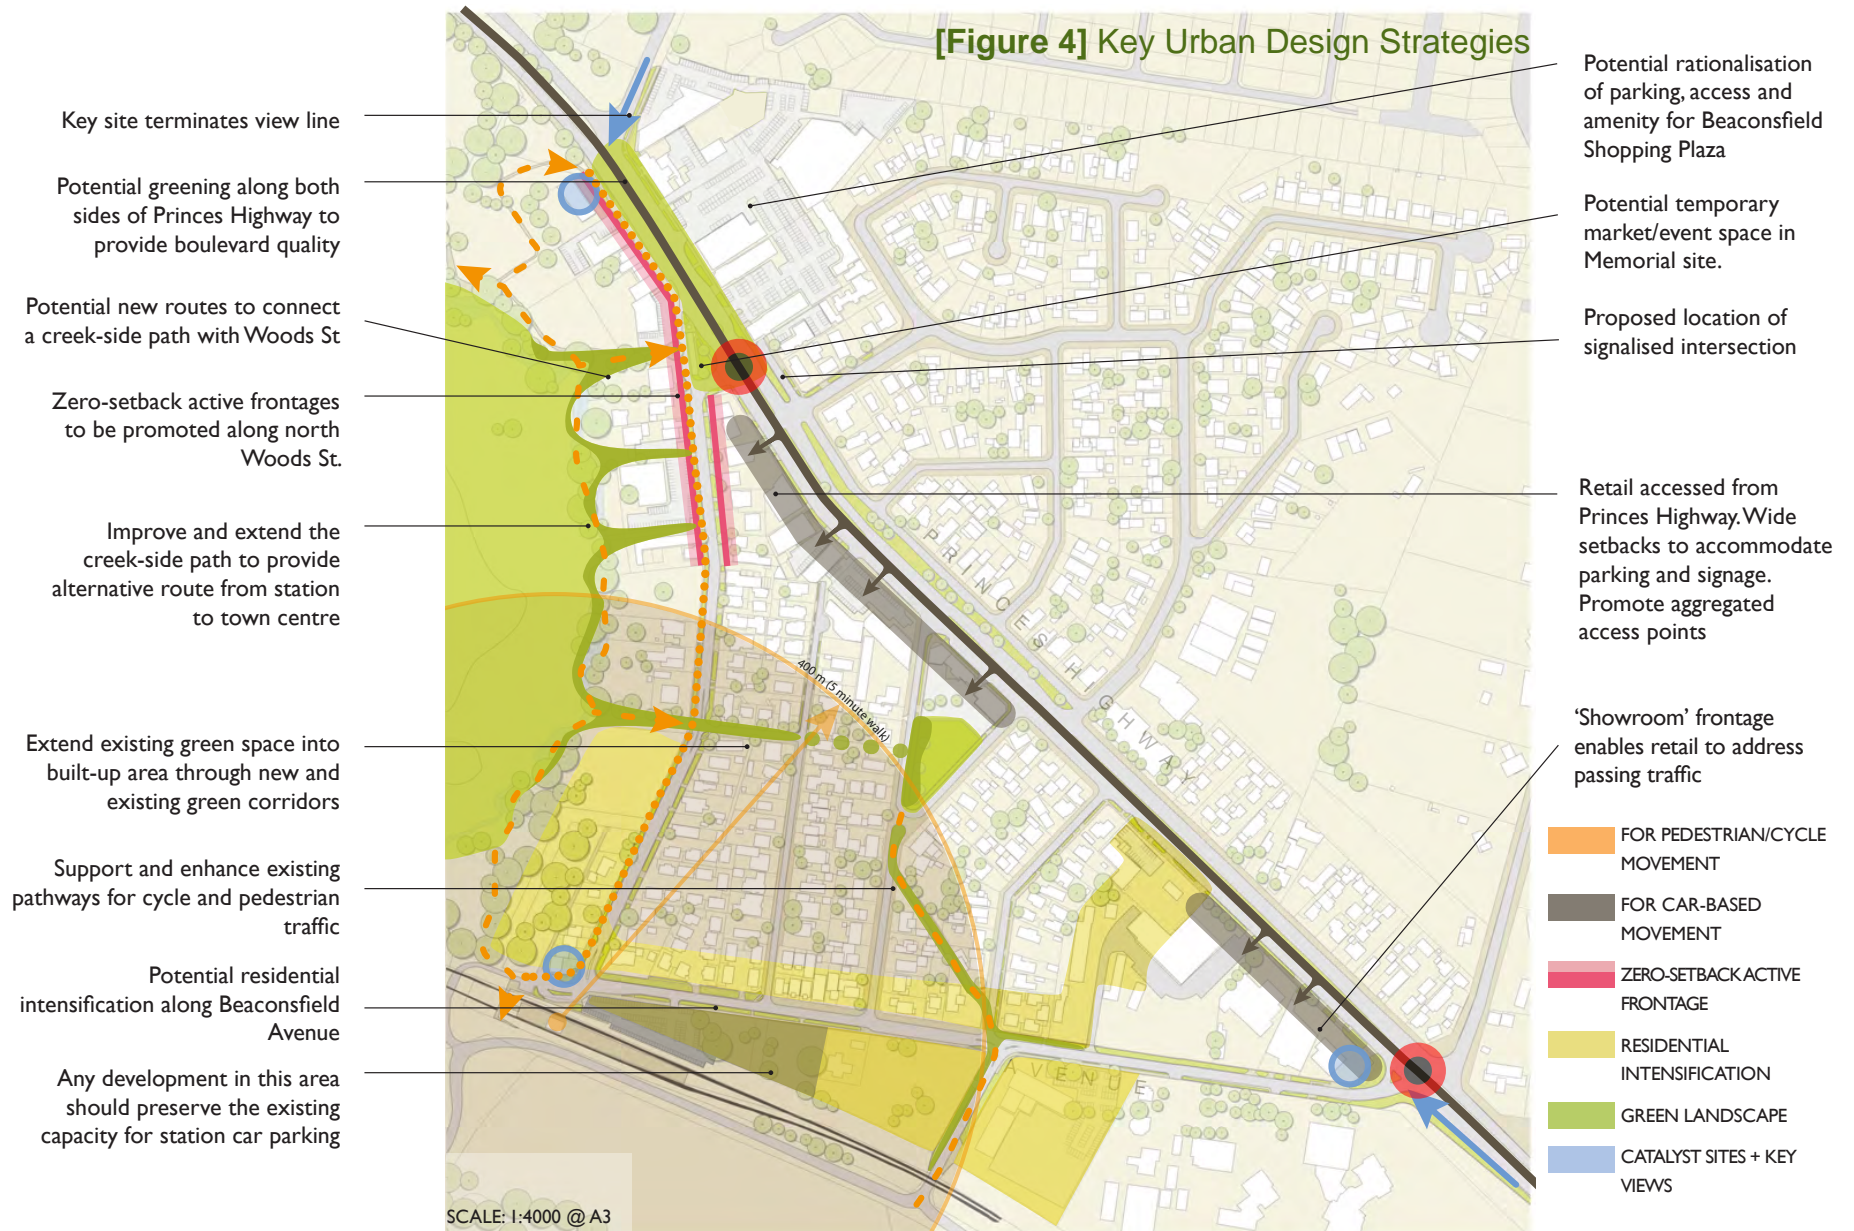 [Figure 4] Key Urban Design Strategies
Key site terminates view line
Potential greening along both
sides of Princes Highway to
provide boulevard quality
Potential new routes to connect
a creek-side path with Woods St
Zero-setback active frontages
to be promoted along north
Woods St.
Improve and extend the
creek-side path to provide
alternative route from station
to town centre
Extend existing green space into
built-up area through new and
existing green corridors
Support and enhance existing
pathways for cycle and pedestrian
traffic
Potential residential
intensification along Beaconsfield
Avenue
Any development in this area
should preserve the existing
capacity for station car parking
400 m (5 minute walk)
PRINCES HIGHWAY
AVENUE
SCALE: 1:4000 @ A3
Potential rationalisation
of parking, access and
amenity for Beaconsfield
Shopping Plaza
Potential temporary
market/event space in
Memorial site.
Proposed location of
signalised intersection
Retail accessed from
Princes Highway. Wide
setbacks to accommodate
parking and signage.
Promote aggregated
access points
‘Showroom’ frontage
enables retail to address
passing traffic
FOR PEDESTRIAN/CYCLE
MOVEMENT
FOR CAR-BASED
MOVEMENT
ZERO-SETBACK ACTIVE
FRONTAGE
RESIDENTIAL
INTENSIFICATION
GREEN LANDSCAPE
CATALYST SITES + KEY
VIEWS